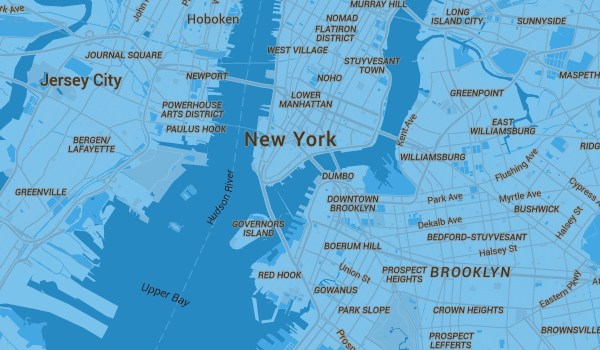 MURRAY HILL
Park Ave
John
Hoboken
NOMAD
LONG
ISLAND CITY
SUNNYSIDE
FLATIRON
DISTRICT
WEST VILLAGE
JOURNAL SQUARE
STUYVESANT
TOWN
Jersey City
NEWPORT
NOHO
MASPETH
LOWER
MANHATTAN
GREENPOINT
POWERHOUSE
ARTS DISTRICT
PAULUS HOOK
New York
Kent Ave
EAST
WILLIAMSBURG
BERGEN/
LAFAYETTE
RIDG
WILLIAMSBURG
Flushing Ave
DUMBO
GREENVILLE
Hudson River
DOWNTOWN
BROOKLYN
Park Ave
Myrtle Ave
Cypress A
BUSHWICK
GOVERNORS
ISLAND
Dekalb Ave
Halsey St
BEDFORD-STUYVESANT
BOERUM HILL
Halsey St
RED HOOK
Union St
PROSPECT
HEIGHTS
BROOKLYN
Upper Bay
GOWANUS
Eastern Pkwy
PARK SLOPE
CROWN HEIGHTS
BROWNSVILLE
PROSPECT
LEFFERTS